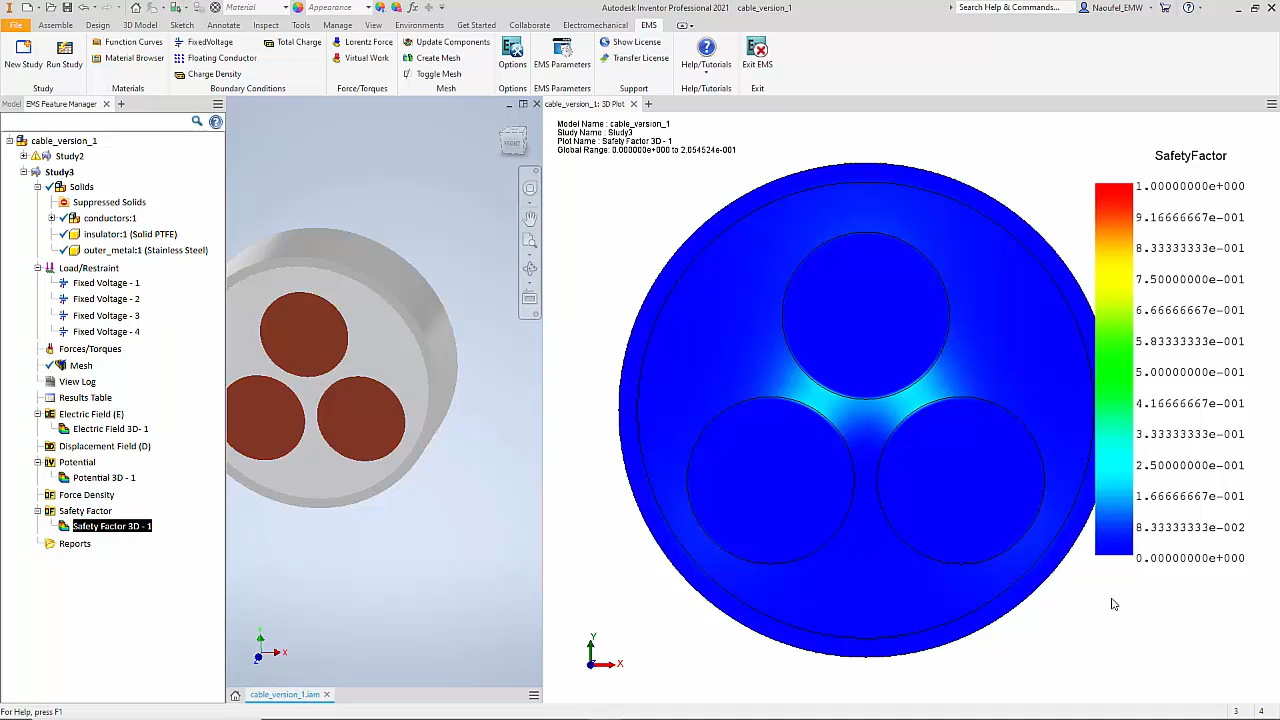 Material
Appearance
Autodesk Inventor Professional 2021 cable_version_1
Search Help & Commands...
Naoufel_EMW
File Assemble Design 3D Model Sketch Annotate Inspect Tools Manage View Environments Get Started Collaborate Electromechanical EMS
New Study
Run Study
Study
Function Curves
Material Browser
Materials
FixedVoltage
Total Charge
Floating Conductor
Charge Density
Boundary Conditions
Lorentz Force
Virtual Work
Force/Torques
Update Components
Create Mesh
Toggle Mesh
Mesh
Options
Options
EMS Parameters
EMS Parameters
Show License
Transfer License
Support
Help/Tutorials
Help/Tutorials
Exit EMS
Exit
Model EMS Feature Manager
cable_version_1
Study2
Study3
Solids
Suppressed Solids
conductors:1
insulator:1 (Solid PTFE)
outer_metal:1 (Stainless Steel)
Load/Restraint
Fixed Voltage - 1
Fixed Voltage - 2
Fixed Voltage - 3
Fixed Voltage - 4
Forces/Torques
Mesh
View Log
Results Table
Electric Field (E)
Electric Field 3D- 1
Displacement Field (D)
Potential
Potential 3D - 1
Force Density
Safety Factor
Safety Factor 3D - 1
Reports
FRONT
X
Y
Z
cable_version_1.iam
cable_version_1: 3D Plot
Model Name : cable_version_1
Study Name : Study3
Plot Name : Safety Factor 3D - 1
Global Range: 0.000000e+000 to 2.054524e-001
SafetyFactor
1.00000000e+000
9.16666667e-001
8.33333333e-001
7.50000000e-001
6.66666667e-001
5.83333333e-001
5.00000000e-001
4.16666667e-001
3.33333333e-001
2.50000000e-001
1.66666667e-001
8.33333333e-002
0.00000000e+000
Y
X
For Help, press F1
3 4